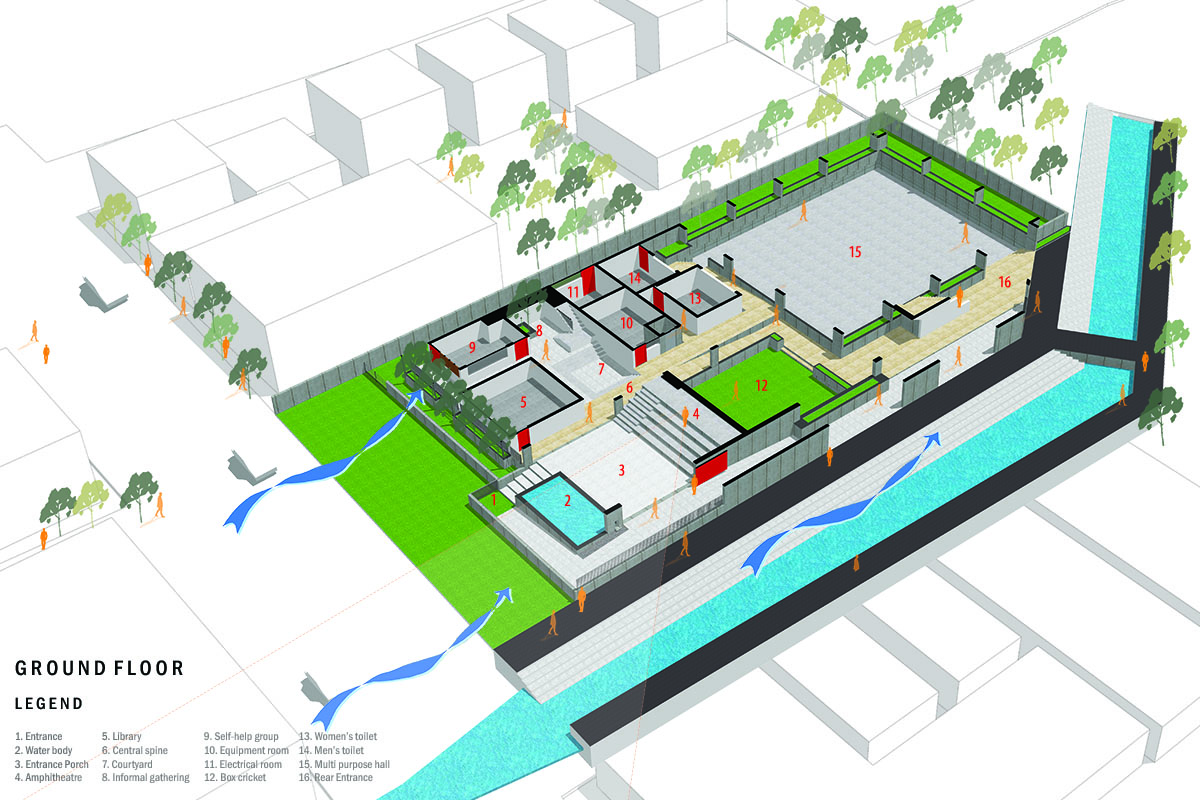 15
16
14
11
13
10
8
9
7
6
12
5
4
3
1
2
GROUND FLOOR
LEGEND
1. Entrance
2. Water body
3. Entrance Porch
4. Amphitheatre
5. Library
6. Central spine
7. Courtyard
8. Informal gathering
9. Self-help group
10. Equipment room
11. Electrical room
12. Box cricket
13. Women's toilet
14. Men's toilet
15. Multi purpose hall
16. Rear Entrance